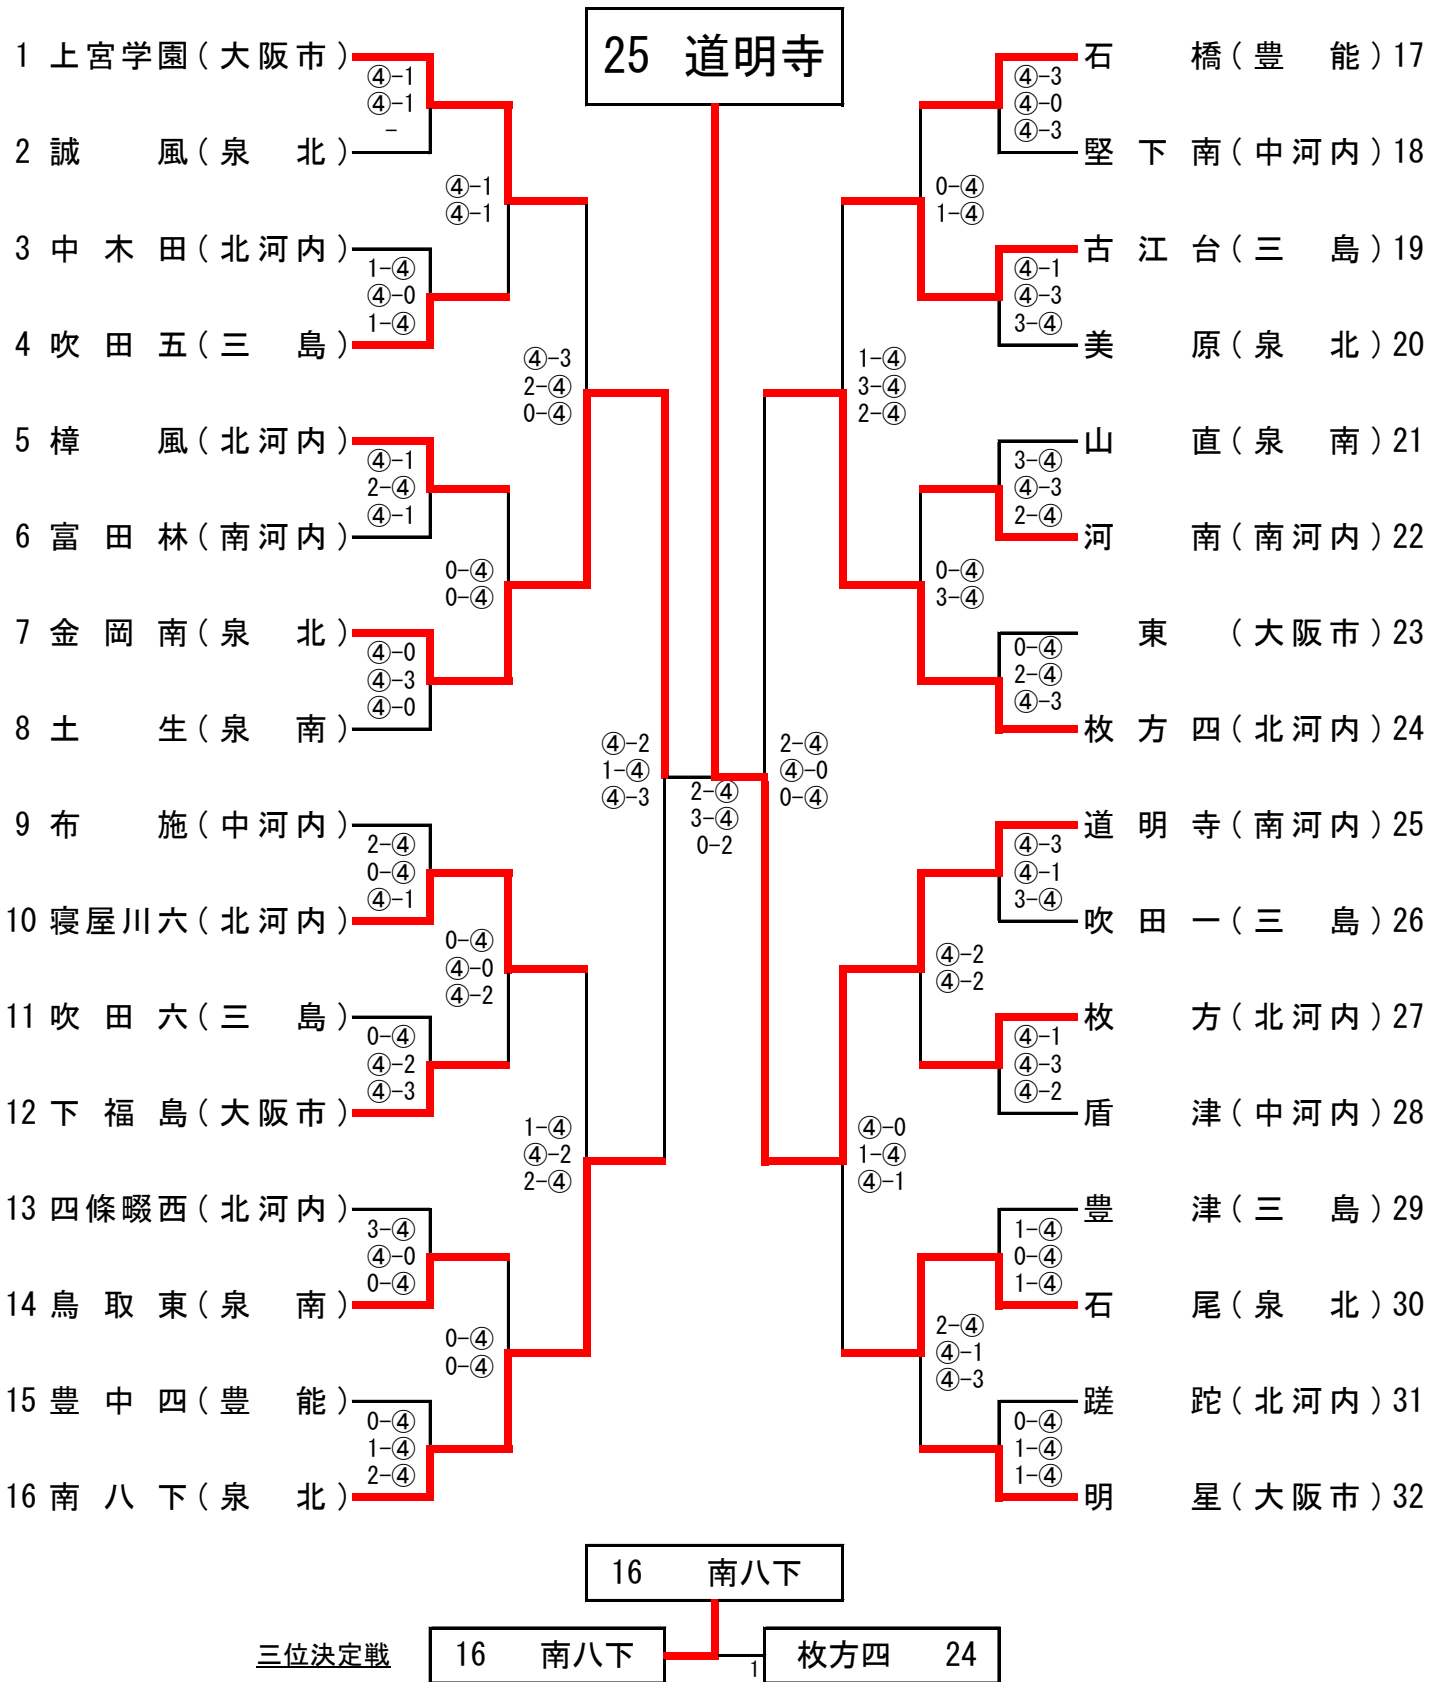 25 道明寺
1 上宮学園(大阪市)
④-1
④-1
-
2 誠風(泉北)
④-1
④-1
3 中木田(北河内)
1-④
④-0
1-④
4 吹田五(三島)
④-3
2-④
0-④
5 樟風(北河内)
④-1
2-④
④-1
6 富田林(南河内)
0-④
0-④
7 金岡南(泉北)
④-0
④-3
④-0
8 土生(泉南)
④-2
1-④
④-3
9 布施(中河内)
2-④
0-④
④-1
10 寝屋川六(北河内)
0-④
④-0
④-2
11 吹田六(三島)
0-④
④-2
④-3
12 下福島(大阪市)
1-④
④-2
2-④
13 四條畷西(北河内)
3-④
④-0
0-④
14 鳥取東(泉南)
0-④
0-④
15 豊中四(豊能)
0-④
1-④
2-④
16 南八下(泉北)
2-④
3-④
0-2
石橋(豊能)17
④-3
④-0
④-3
堅下南(中河内)18
0-④
1-④
古江台(三島)19
④-1
④-3
3-④
美原(泉北)20
1-④
3-④
2-④
山直(泉南)21
3-④
④-3
2-④
河南(南河内)22
0-④
3-④
東(大阪市)23
0-④
2-④
④-3
枚方四(北河内)24
2-④
④-0
0-④
道明寺(南河内)25
④-3
④-1
3-④
吹田一(三島)26
④-2
④-2
枚方(北河内)27
④-1
④-3
④-2
盾津(中河内)28
④-0
1-④
④-1
豊津(三島)29
1-④
0-④
1-④
石尾(泉北)30
2-④
④-1
④-3
蹉跎(北河内)31
0-④
1-④
1-④
明星(大阪市)32
16 南八下
三位決定戦
16 南八下
1
枚方四 24